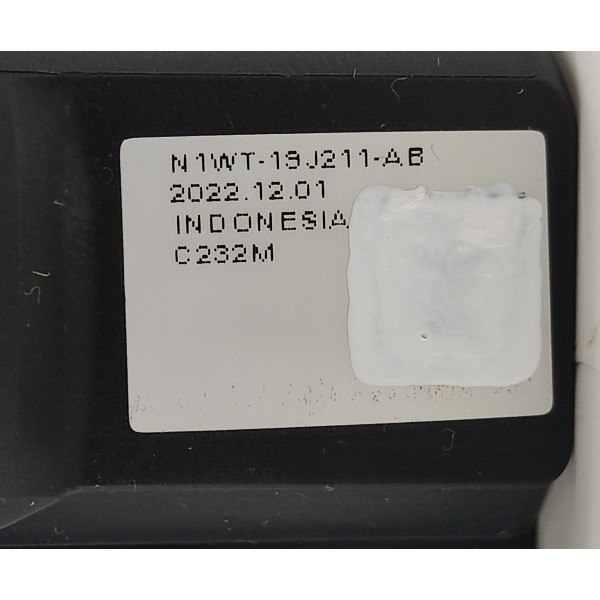 N1WT-19J211-AB
2022.12.01
INDONESIA
C232M